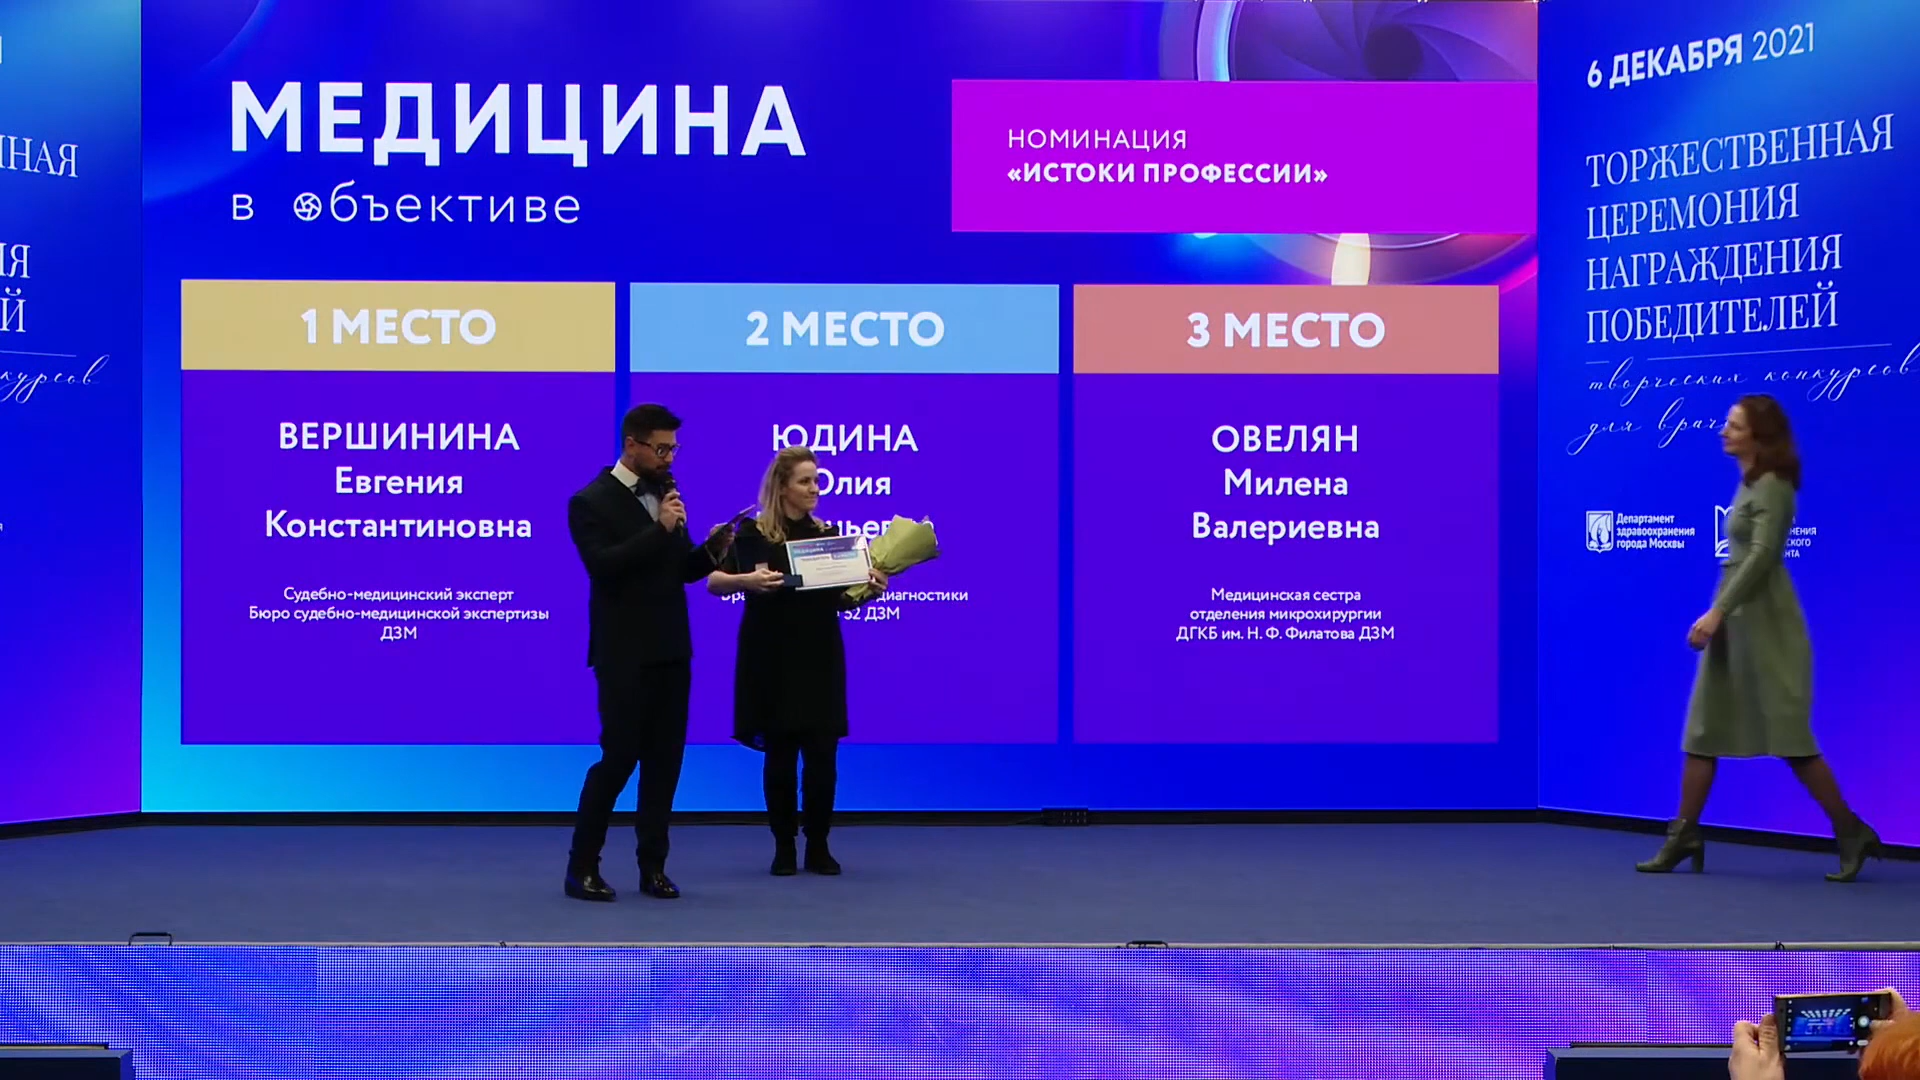 МЕДИЦИНА
в объективе
НОМИНАЦИЯ
«ИСТОКИ ПРОФЕССИИ»
1 МЕСТО
ВЕРШИНИНА
Евгения
Константиновна
Судебно-медицинский эксперт
Бюро судебно-медицинской экспертизы
ДЗМ
2 МЕСТО
ЮДИНА
52 ДЗМ
3 МЕСТО
ОВЕЛЯН
Милена
Валериевна
Медицинская сестра
отделения микрохирургии
ДГКБ им. Н. Ф. Филатова ДЗМ
6 ДЕКАБРЯ 2021
ТОРЖЕСТВЕННАЯ
ЦЕРЕМОНИЯ
НАГРАЖДЕНИЯ
ПОБЕДИТЕЛЕЙ
творческих конкурсов
для
Департамент
здравоохранения
города Москвы